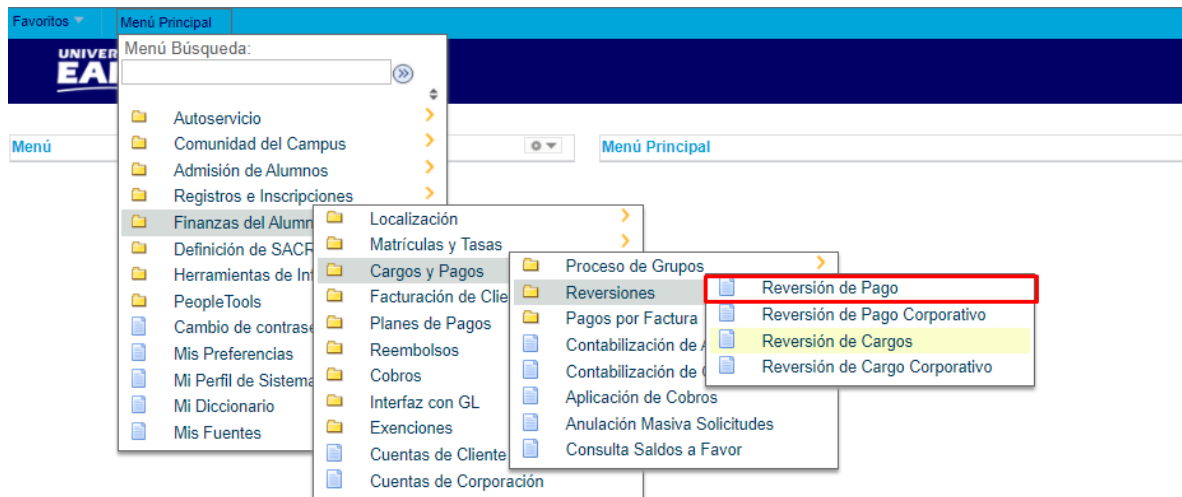 Favoritos
Menú Principal
UNIVER
EA
Menú Búsqueda:
Menú
Menú Principal
Autoservicio
Comunidad del Campus
Admisión de Alumnos
Registros e Inscripciones
Finanzas del Alumn
Definición de SACR
Herramientas de In
PeopleTools
Cambio de contrase
Mis Preferencias
Mi Perfil de Sistema
Mi Diccionario
Mis Fuentes
Localización
Matrículas y Tasas
Cargos y Pagos
Facturación de Clie
Planes de Pagos
Reembolsos
Cobros
Interfaz con GL
Exenciones
Cuentas de Cliente
Cuentas de Corporación
Proceso de Grupos
Reversiones
Pagos por Factura
Contabilización de A
Contabilización de
Aplicación de Cobros
Anulación Masiva Solicitudes
Consulta Saldos a Favor
Reversión de Pago
Reversión de Pago Corporativo
Reversión de Cargos
Reversión de Cargo Corporativo